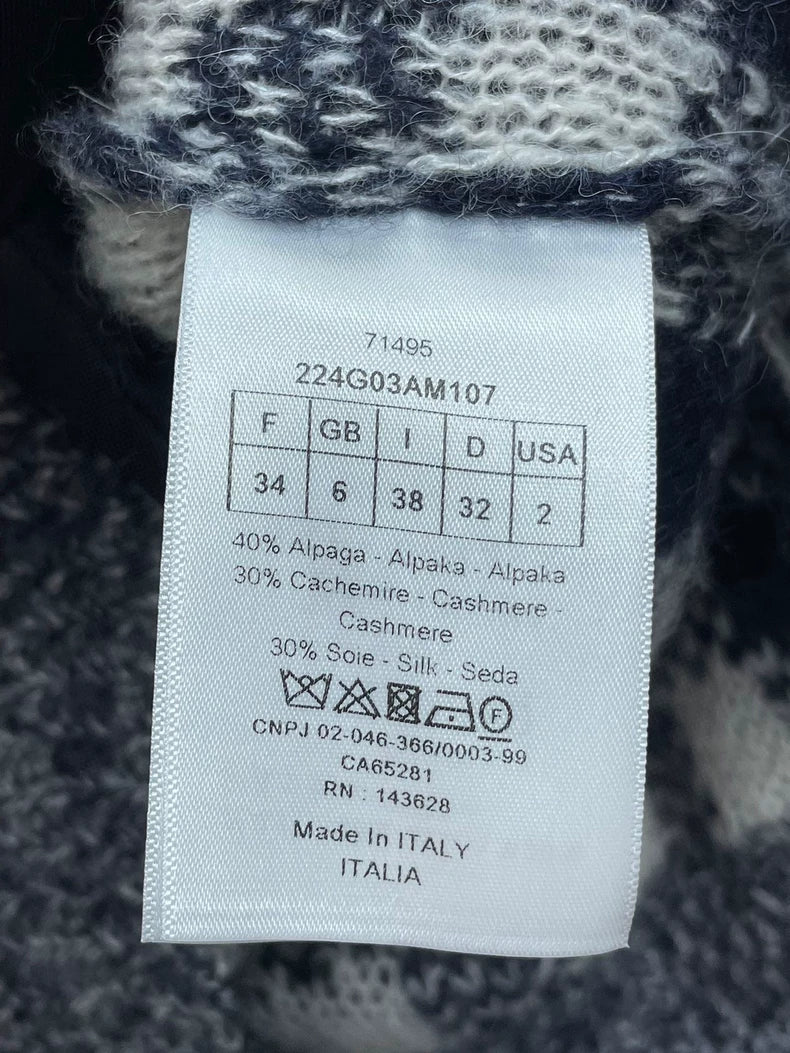 71495
224G03AM107
F GB I D USA
34 6 38 32 2
40% Alpaga - Alpaka - Alpaka
30% Cachemire - Cashmere -
Cashmere
30% Soie - Silk - Seda
F
CNPJ 02-046-366/0003-99
CA65281
RN : 143628
Made In ITALY
ITALIA